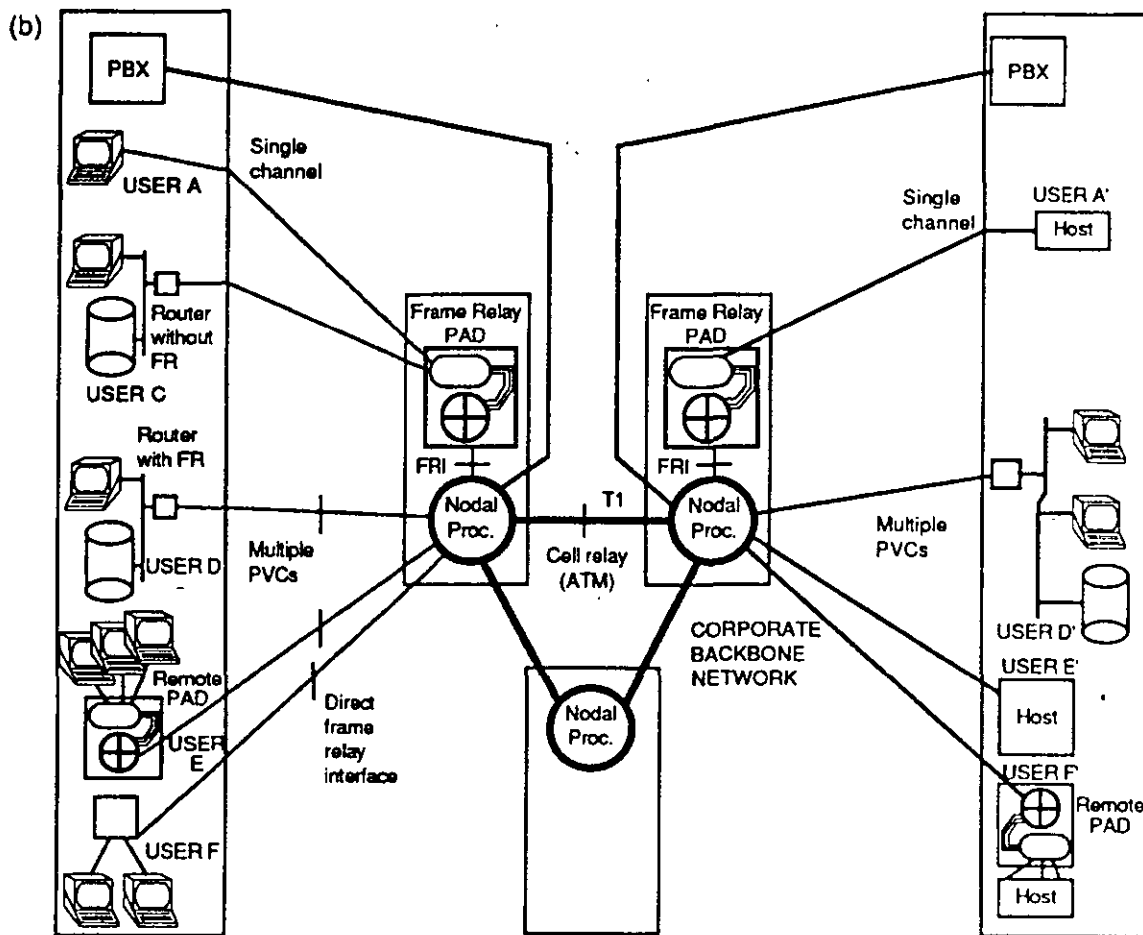 (b)
PBX
USER A
Single
channel
Router
without
FR
USER C
Router
with FR
USER D
Multiple
PVCs
Remote
PAD
USER
E
Direct
frame
relay
interface
USER F
Frame Relay
PAD
FRI
Nodal
Proc.
T1
Cell relay
(ATM)
Frame Relay
PAD
FRI
Nodal
Proc.
CORPORATE
BACKBONE
NETWORK
Nodal
Proc.
PBX
USER A'
Single
channel
Host
Multiple
PVCs
USER D'
USER E'
Host
USER F'
Remote
PAD
Host